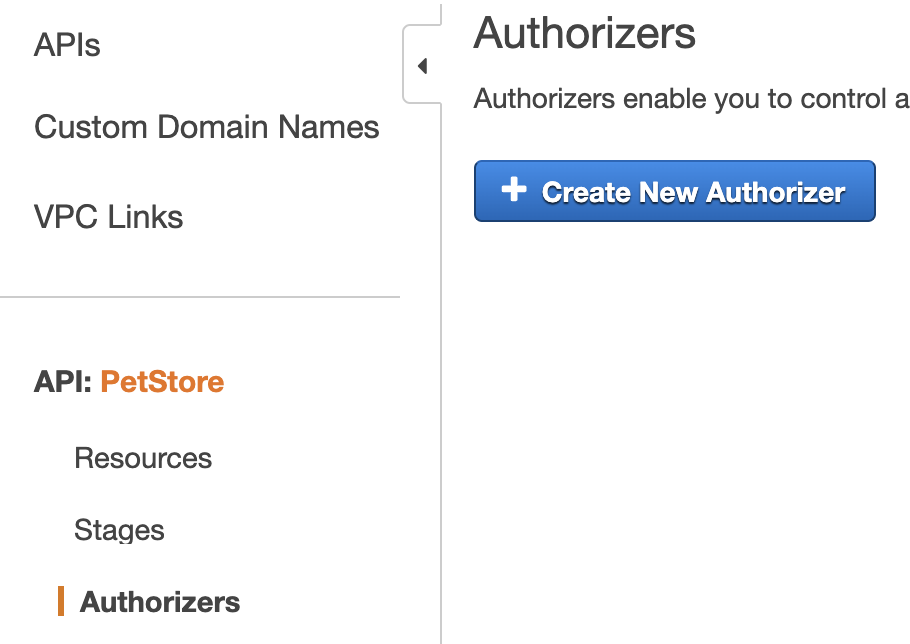 APIs
Custom Domain Names
VPC Links
API: PetStore
Resources
Stages
Authorizers
Authorizers
Authorizers enable you to control a
Create New Authorizer